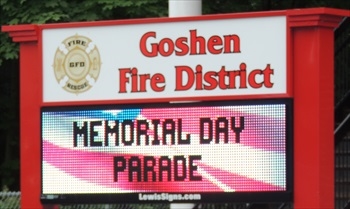 Goshen
Fire District
FIRE
GFD
RESCUE
MEMORIAL DAY
PARADE
LewisSigns.com